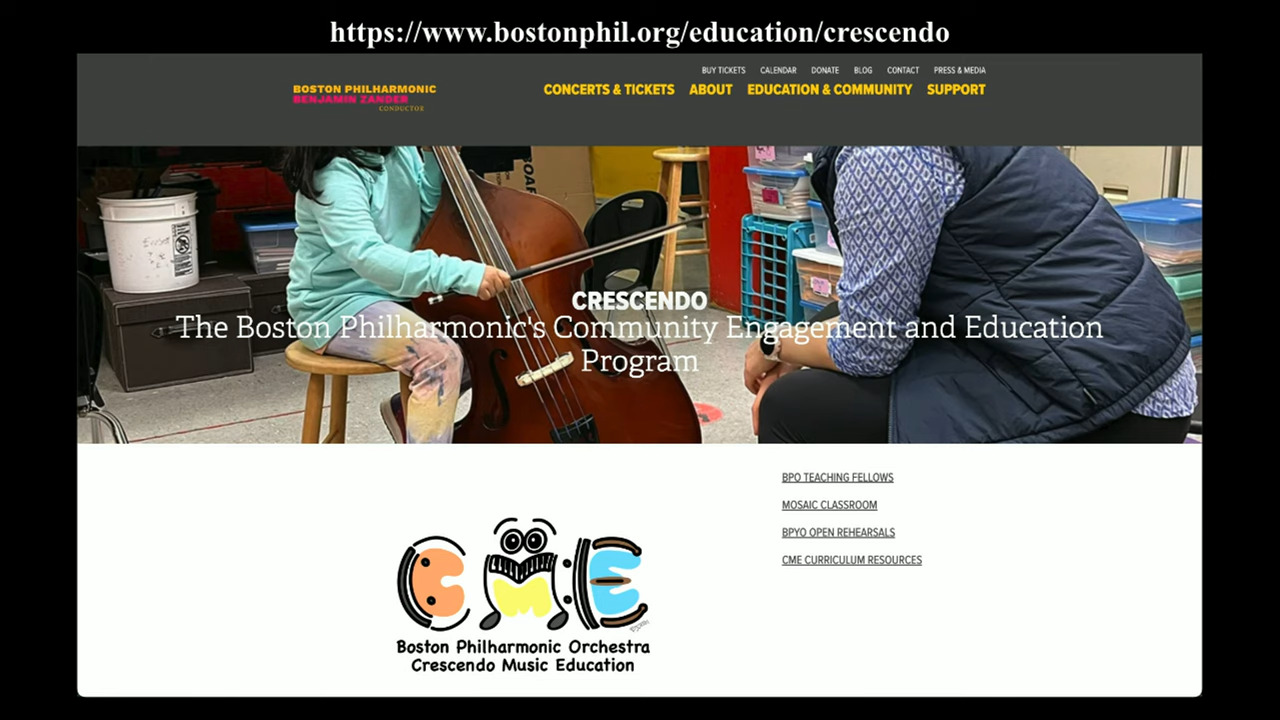 https://www.bostonphil.org/education/crescendo
BUY TICKETS CALENDAR DONATE BLOG CONTACT PRESS & MEDIA
BOSTON PHILHARMONIC
BENJAMIN ZANDER
CONDUCTOR
CONCERTS & TICKETS ABOUT EDUCATION & COMMUNITY SUPPORT
CRESCENDO
The Boston Philharmonic's Community Engagement and Education
Program
BPO TEACHING FELLOWS
MOSAIC CLASSROOM
BPYO OPEN REHEARSALS
CME CURRICULUM RESOURCES
CME
Boston Philharmonic Orchestra
Crescendo Music Education